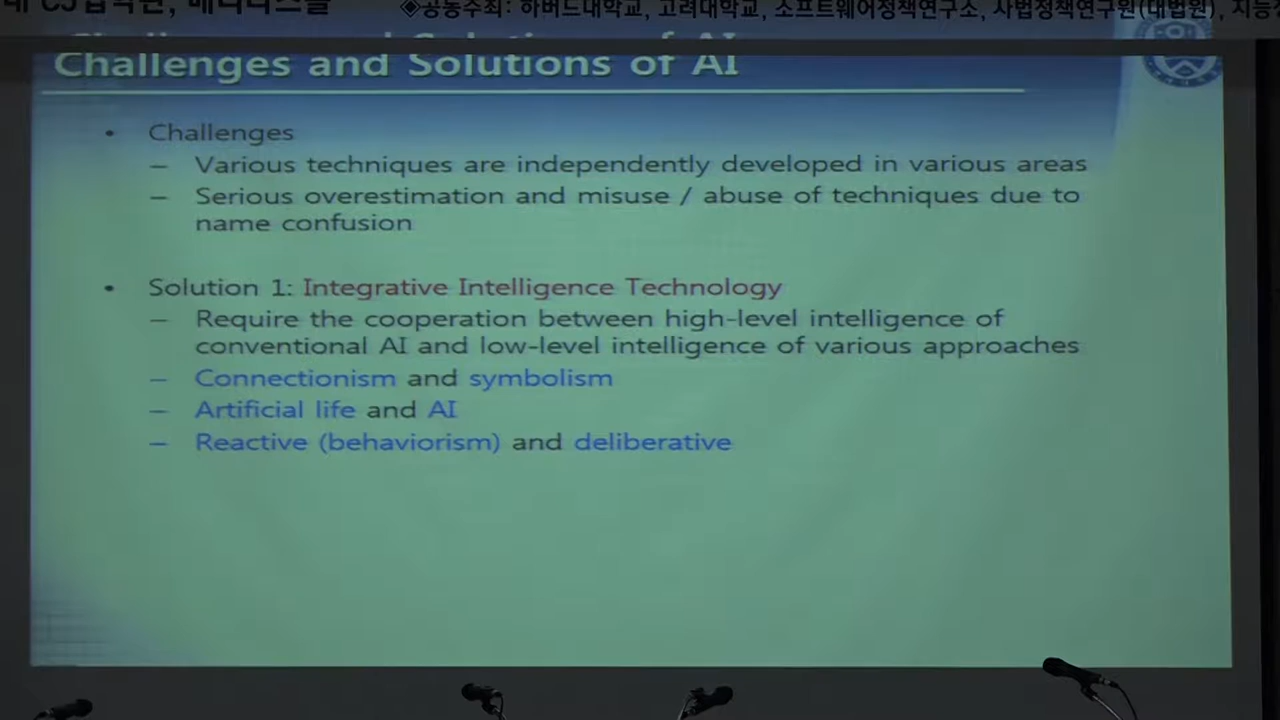 ◈공동주최: 하버드대학교, 고려대학교, 소프트웨어정책연구소, 사법정책연구원(대법원), 지능정
Challenges and Solutions of AI
• Challenges
– Various techniques are independently developed in various areas
– Serious overestimation and misuse / abuse of techniques due to
name confusion
• Solution 1: Integrative Intelligence Technology
– Require the cooperation between high-level intelligence of
conventional AI and low-level intelligence of various approaches
– Connectionism and symbolism
– Artificial life and AI
– Reactive (behaviorism) and deliberative